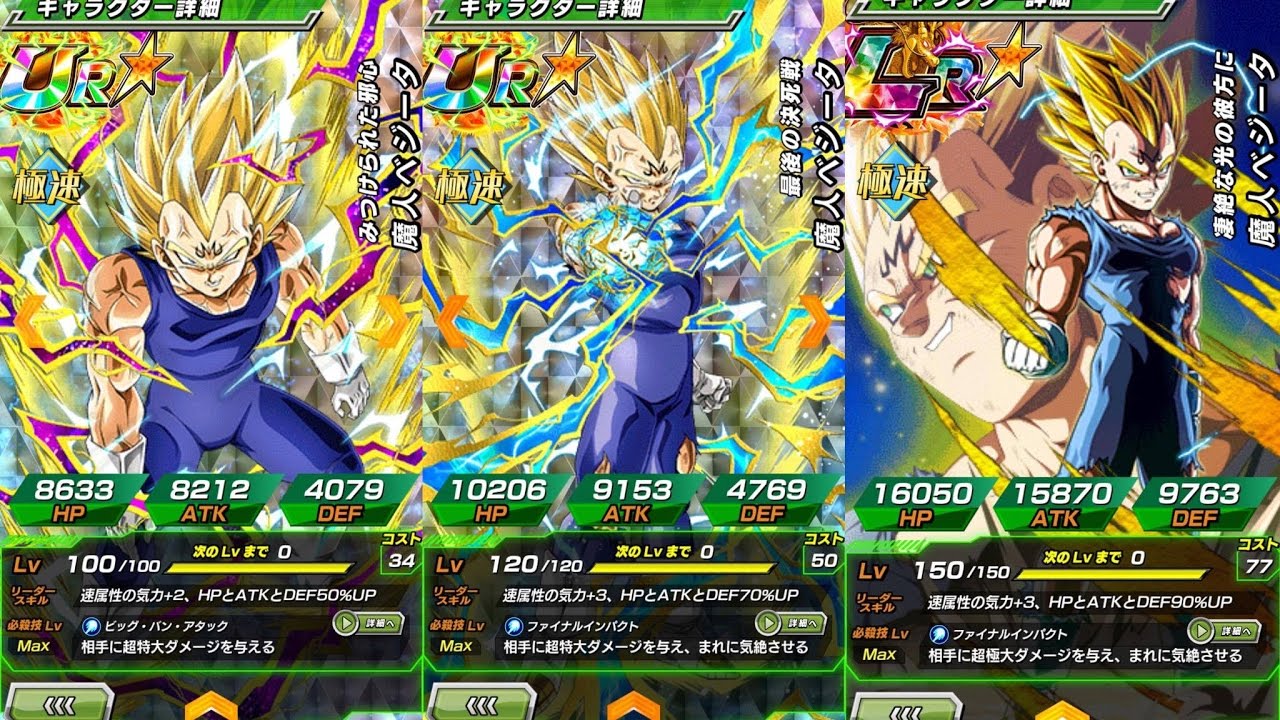 キャラクター詳細
UR
極速
みつけられた邪心
魔人ベジータ
8633
HP
8212
ATK
4079
DEF
Lv 100/100 次のLvまで 0
コスト
34
リーダースキル 速属性の気力+2、HPとATKとDEF50%UP
必殺技 Lv ビッグ・バン・アタック 詳細へ
Max 相手に超特大ダメージを与える
キャラクター詳細
UR
極速
最後の決死戦
魔人ベジータ
10206
HP
9153
ATK
4769
DEF
Lv 120/120 次のLvまで 0
コスト
50
リーダースキル 速属性の気力+3、HPとATKとDEF70%UP
必殺技 Lv ファイナルインパクト 詳細へ
Max 相手に超特大ダメージを与え、まれに気絶させる
キャラクター詳細
LR
極速
凄絶な光の彼方に
魔人ベジータ
16050
HP
15870
ATK
9763
DEF
Lv 150/150 次のLvまで 0
コスト
77
リーダースキル 速属性の気力+3、HPとATKとDEF90%UP
必殺技 Lv ファイナルインパクト 詳細へ
Max 相手に超極大ダメージを与え、まれに気絶させる